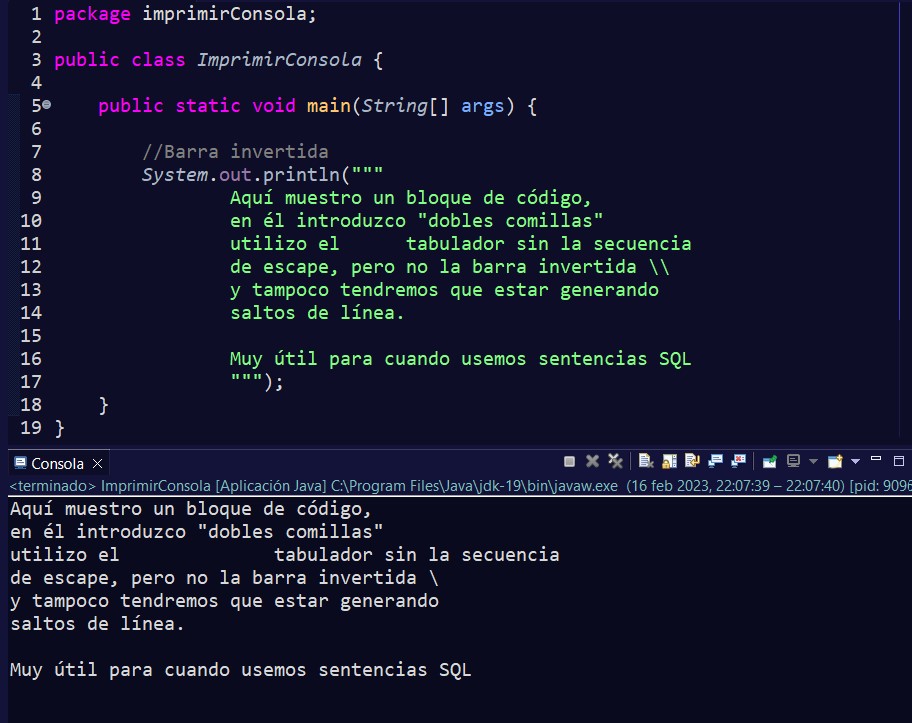 1 package imprimirConsola;
2
3 public class ImprimirConsola {
4
5     public static void main(String[] args) {
6
7         //Barra invertida
8         System.out.println("""
9                 Aquí muestro un bloque de código,
10                 en él introduzco "dobles comillas"
11                 utilizo el      tabulador sin la secuencia
12                 de escape, pero no la barra invertida \\
13                 y tampoco tendremos que estar generando
14                 saltos de línea.
15
16                 Muy útil para cuando usemos sentencias SQL
17                 """);
18     }
19 }
Consola
<terminado> ImprimirConsola [Aplicación Java] C:\Program Files\Java\jdk-19\bin\javaw.exe (16 feb 2023, 22:07:39 – 22:07:40) [pid: 9096
Aquí muestro un bloque de código,
en él introduzco "dobles comillas"
utilizo el              tabulador sin la secuencia
de escape, pero no la barra invertida \
y tampoco tendremos que estar generando
saltos de línea.

Muy útil para cuando usemos sentencias SQL